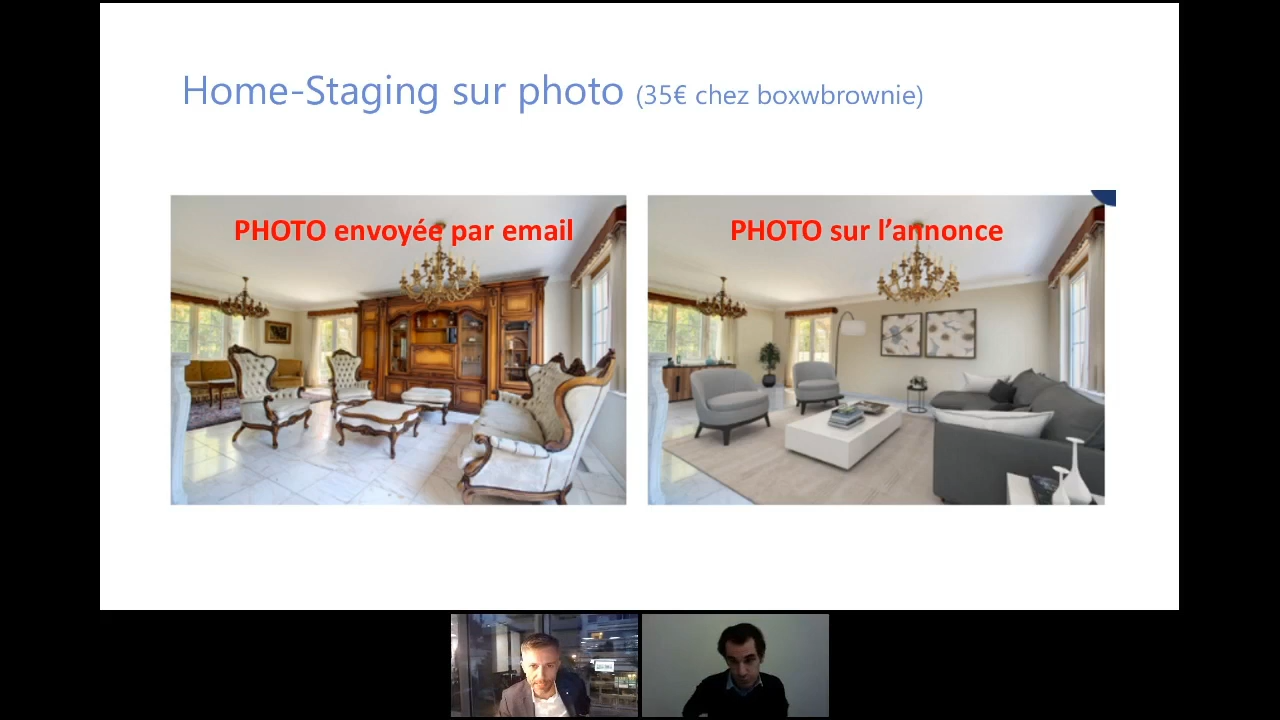 Home-Staging sur photo (35€ chez boxwbrownie)
PHOTO envoyée par email
PHOTO sur l'annonce